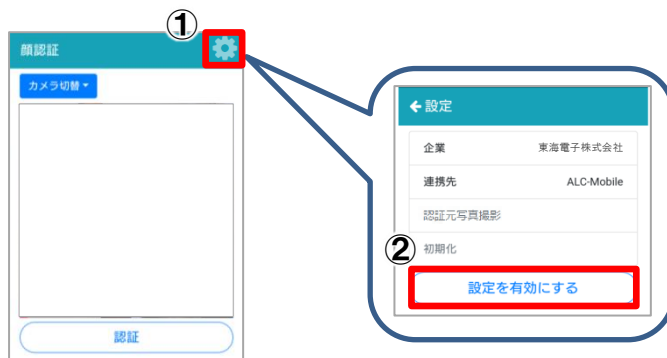 ①
顔認証
カメラ切替
認証
設定
企業 東海電子株式会社
連携先 ALC-Mobile
認証元写真撮影
初期化
②
設定を有効にする